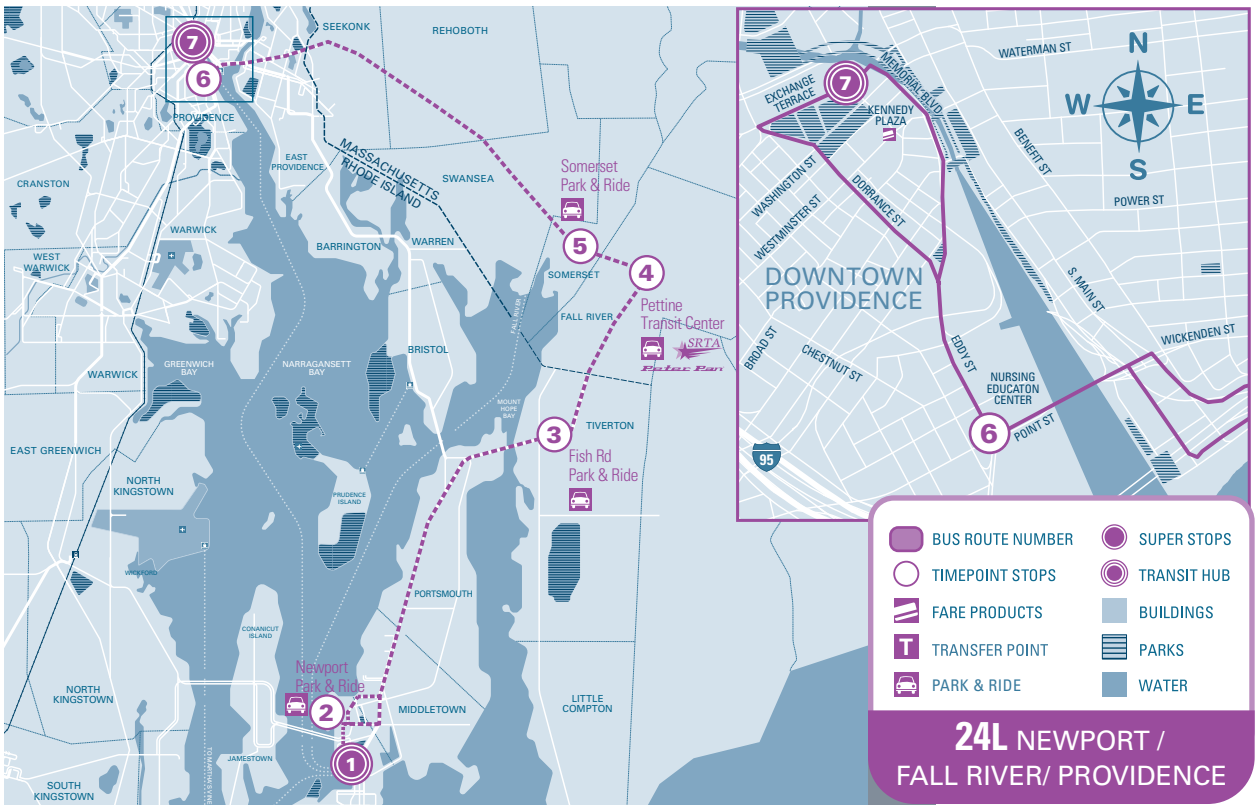 SEEKONK
REHOBOTH
7
6
PROVIDENCE
EAST
PROVIDENCE
MASSACHUSETTS
RHODE ISLAND
CRANSTON
SWANSEA
Somerset
Park & Ride
WARWICK
BARRINGTON
WARREN
WEST
WARWICK
5
SOMERSET
4
FALL RIVER
FALL RIVER
Pettine
Transit Center
SRTA
Peter Pan
GREENWICH
BAY
NARRAGANSETT
BAY
BRISTOL
WARWICK
MOUNT
HOPE
BAY
3
TIVERTON
EAST GREENWICH
Fish Rd
Park & Ride
NORTH
KINGSTOWN
PRUDENCE
ISLAND
WICKFORD
PORTSMOUTH
CONANICUT
ISLAND
Newport
Park & Ride
NORTH
KINGSTOWN
2
MIDDLETOWN
LITTLE
COMPTON
JAMESTOWN
1
SOUTH
KINGSTOWN
WATERMAN ST
N
W
E
S
MEMORIAL BLVD
EXCHANGE
TERRACE
7
KENNEDY
PLAZA
BENEFIT ST
WASHINGTON ST
WESTMINSTER ST
DORRANCE ST
POWER ST
DOWNTOWN
PROVIDENCE
S. MAIN ST
BROAD ST
CHESTNUT ST
EDDY ST
WICKENDEN ST
NURSING
EDUCATON
CENTER
6
POINT ST
95
BUS ROUTE NUMBER
SUPER STOPS
TIMEPOINT STOPS
TRANSIT HUB
FARE PRODUCTS
BUILDINGS
T
TRANSFER POINT
PARKS
PARK & RIDE
WATER
24L NEWPORT /
FALL RIVER/ PROVIDENCE